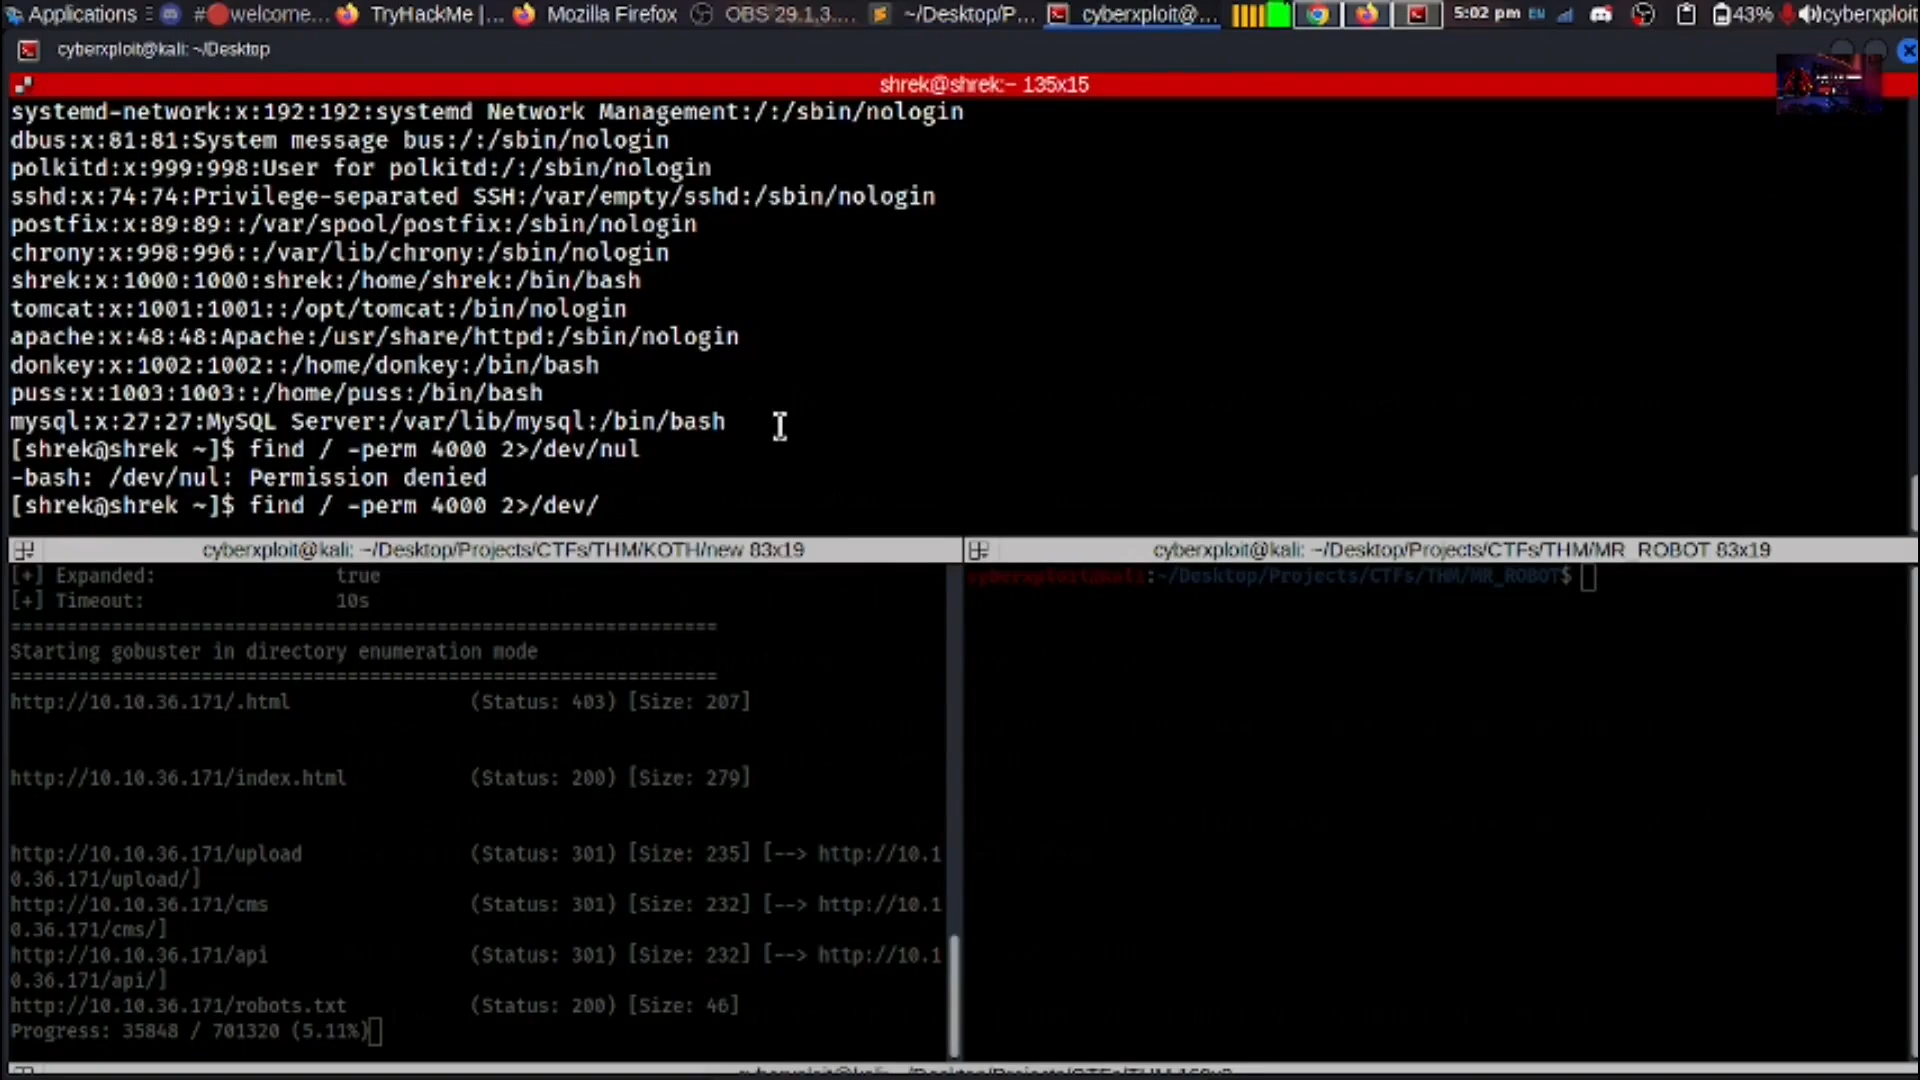 Applications
#🔴welcome...
TryHackMe |...
Mozilla Firefox
OBS 29.1.3....
~/Desktop/P...
cyberxploit@...
5:02 pm
EN
43%
cyberxploit
cyberxploit@kali: ~/Desktop
shrek@shrek:~ 135x15
systemd-network:x:192:192:systemd Network Management:/:/sbin/nologin
dbus:x:81:81:System message bus:/:/sbin/nologin
polkitd:x:999:998:User for polkitd:/:/sbin/nologin
sshd:x:74:74:Privilege-separated SSH:/var/empty/sshd:/sbin/nologin
postfix:x:89:89::/var/spool/postfix:/sbin/nologin
chrony:x:998:996::/var/lib/chrony:/sbin/nologin
shrek:x:1000:1000:shrek:/home/shrek:/bin/bash
tomcat:x:1001:1001::/opt/tomcat:/bin/nologin
apache:x:48:48:Apache:/usr/share/httpd:/sbin/nologin
donkey:x:1002:1002::/home/donkey:/bin/bash
puss:x:1003:1003::/home/puss:/bin/bash
mysql:x:27:27:MySQL Server:/var/lib/mysql:/bin/bash
[shrek@shrek ~]$ find / -perm 4000 2>/dev/nul
-bash: /dev/nul: Permission denied
[shrek@shrek ~]$ find / -perm 4000 2>/dev/
cyberxploit@kali: ~/Desktop/Projects/CTFs/THM/KOTH/new 83x19
[+] Expanded: true
[+] Timeout: 10s
===============================================================
Starting gobuster in directory enumeration mode
===============================================================
http://10.10.36.171/.html (Status: 403) [Size: 207]
http://10.10.36.171/index.html (Status: 200) [Size: 279]
http://10.10.36.171/upload (Status: 301) [Size: 235] [--> http://10.1
0.36.171/upload/]
http://10.10.36.171/cms (Status: 301) [Size: 232] [--> http://10.1
0.36.171/cms/]
http://10.10.36.171/api (Status: 301) [Size: 232] [--> http://10.1
0.36.171/api/]
http://10.10.36.171/robots.txt (Status: 200) [Size: 46]
Progress: 35848 / 701320 (5.11%)
cyberxploit@kali: ~/Desktop/Projects/CTFs/THM/MR_ROBOT 83x19
cyberxploit@kali:~/Desktop/Projects/CTFs/THM/MR_ROBOT$